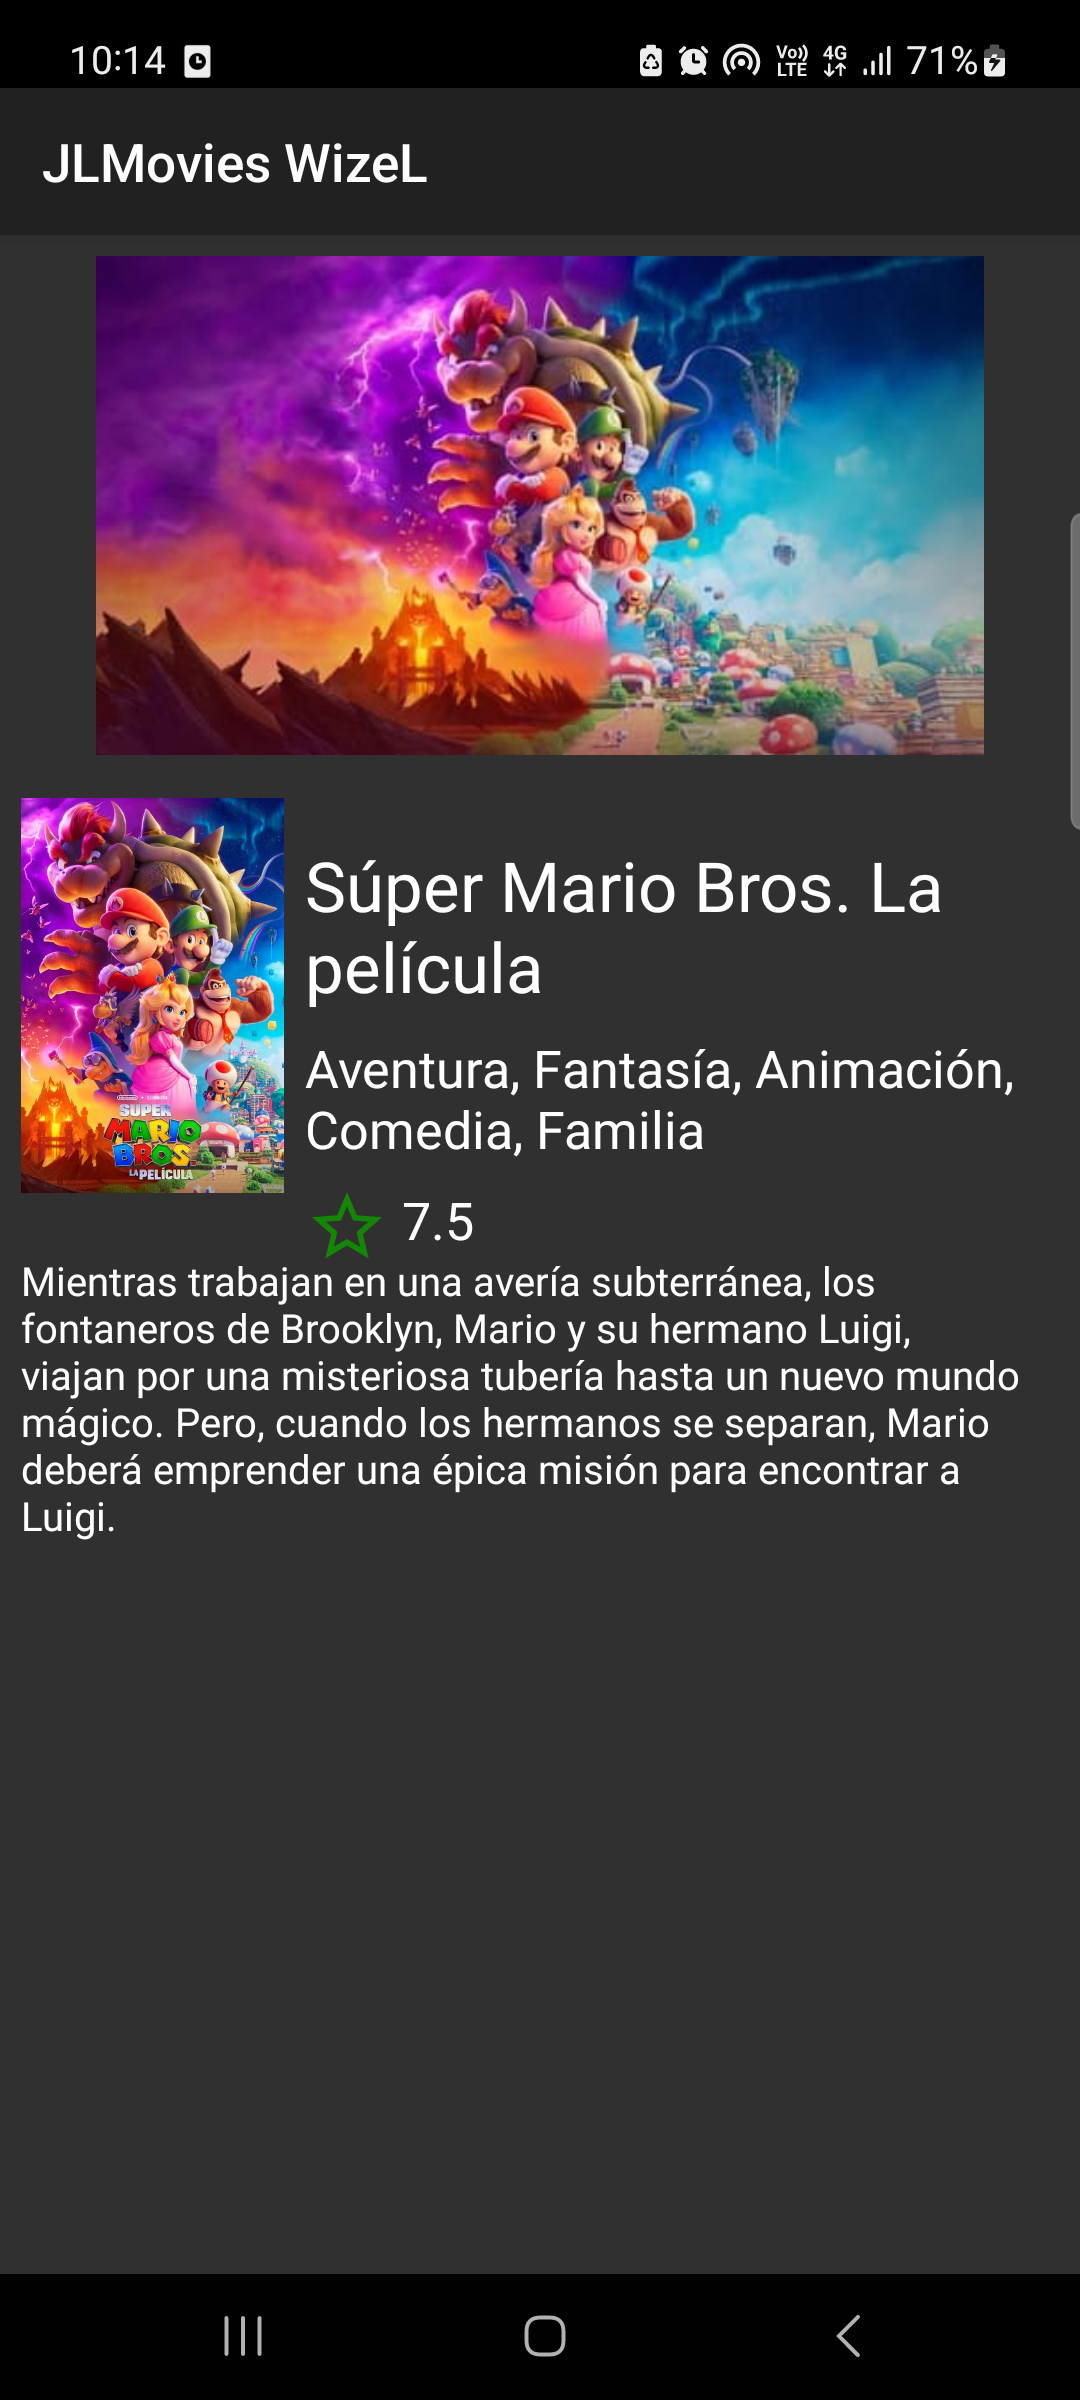 10:14
Vo)) LTE 4G 71%
JLMovies WizeL
SUPER
MARIO
BROS.
LA PELÍCULA
Súper Mario Bros. La
película
Aventura, Fantasía, Animación,
Comedia, Familia
7.5
Mientras trabajan en una avería subterránea, los
fontaneros de Brooklyn, Mario y su hermano Luigi,
viajan por una misteriosa tubería hasta un nuevo mundo
mágico. Pero, cuando los hermanos se separan, Mario
deberá emprender una épica misión para encontrar a
Luigi.